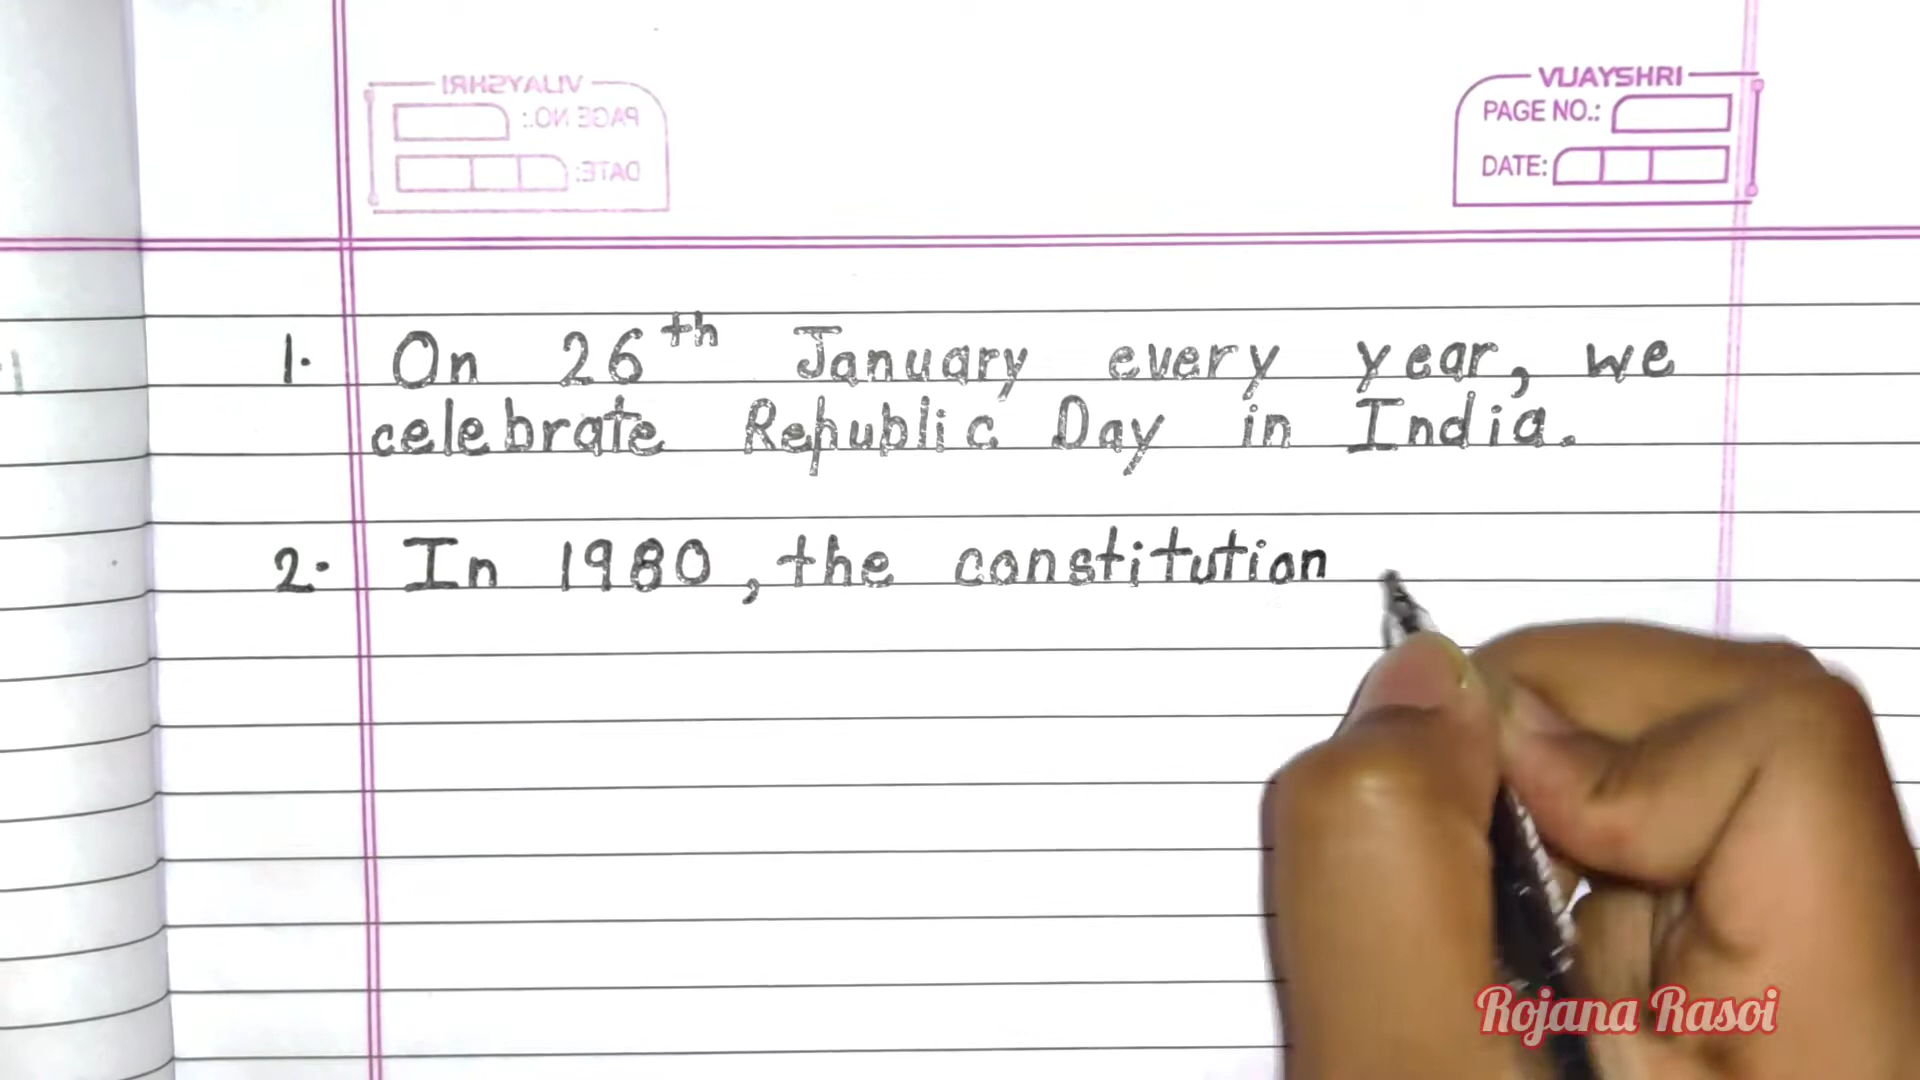 VIJAYSHRI
PAGE NO.:
DATE:
VIJAYSHRI
PAGE NO.:
DATE:
1. On 26th January every year, we
celebrate Republic Day in India.
2. In 1980, the constitution
Rojana Rasoi